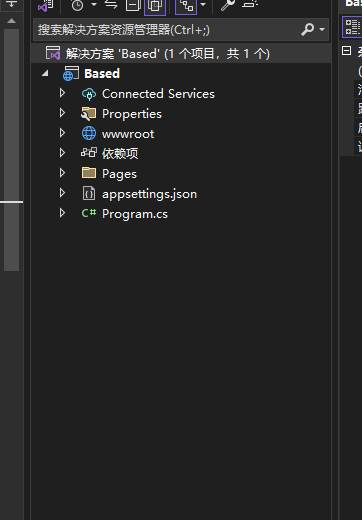 Bas
搜索解决方案资源管理器(Ctrl+;)
解决方案 'Based' (1 个项目，共 1 个)
Based
Connected Services
Properties
wwwroot
依赖项
Pages
appsettings.json
C# Program.cs